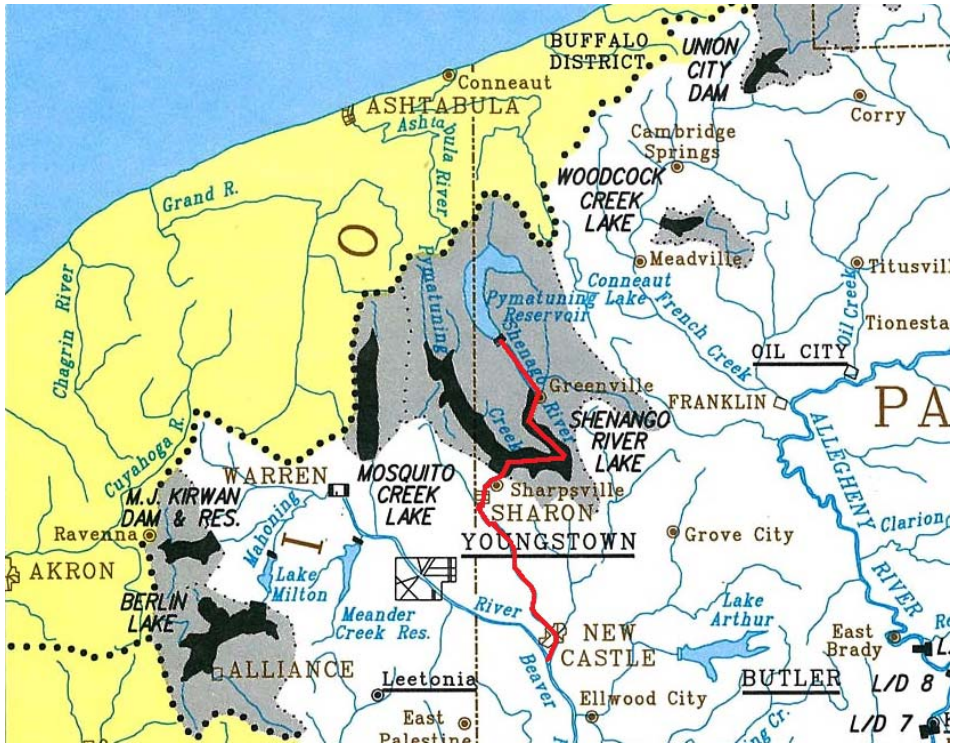 BUFFALO
DISTRICT
UNION
CITY
DAM
Conneaut
ASHTABULA
Ashtabula River
Corry
Cambridge
Springs
Grand R.
WOODCOCK
CREEK
LAKE
O
Meadville
Titusvil
Chagrin River
Pymatuning
Creek
Pymatuning Lake
Reservoir
Conneaut
French Creek
Oil Creek
Tionesta
Shenago River
OIL CITY
Greenville
FRANKLIN
PA
SHENANGO
RIVER
LAKE
ALLEGHENY
RIVER
Cuyahoga R.
WARREN
MOSQUITO
CREEK
LAKE
Sharpsville
SHARON
M.J. KIRWAN
DAM & RES.
Ravenna
Mahoning
River
I
Grove City
Clarion
YOUNGSTOWN
AKRON
Lake
Milton
Meander
Creek Res.
BERLIN
LAKE
Lake
Arthur
NEW
CASTLE
East
Brady
ALLIANCE
Beaver
Leetonia
BUTLER
L/D 8
Ellwood City
East
Palestine
L/D 7